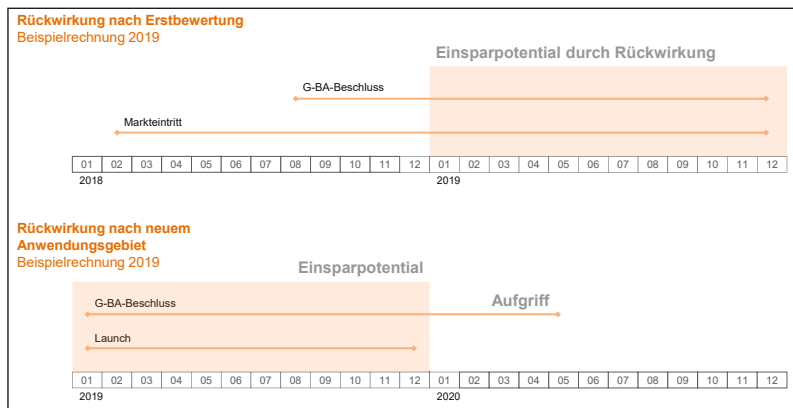 Rückwirkung nach Erstbewertung
Beispielrechnung 2019
Einsparpotential durch Rückwirkung
G-BA-Beschluss
Markteintritt
01 02 03 04 05 06 07 08 09 10 11 12 01 02 03 04 05 06 07 08 09 10 11 12
2018 2019
Rückwirkung nach neuem
Anwendungsgebiet
Beispielrechnung 2019
Einsparpotential
G-BA-Beschluss
Aufgriff
Launch
01 02 03 04 05 06 07 08 09 10 11 12 01 02 03 04 05 06 07 08 09 10 11 12
2019 2020